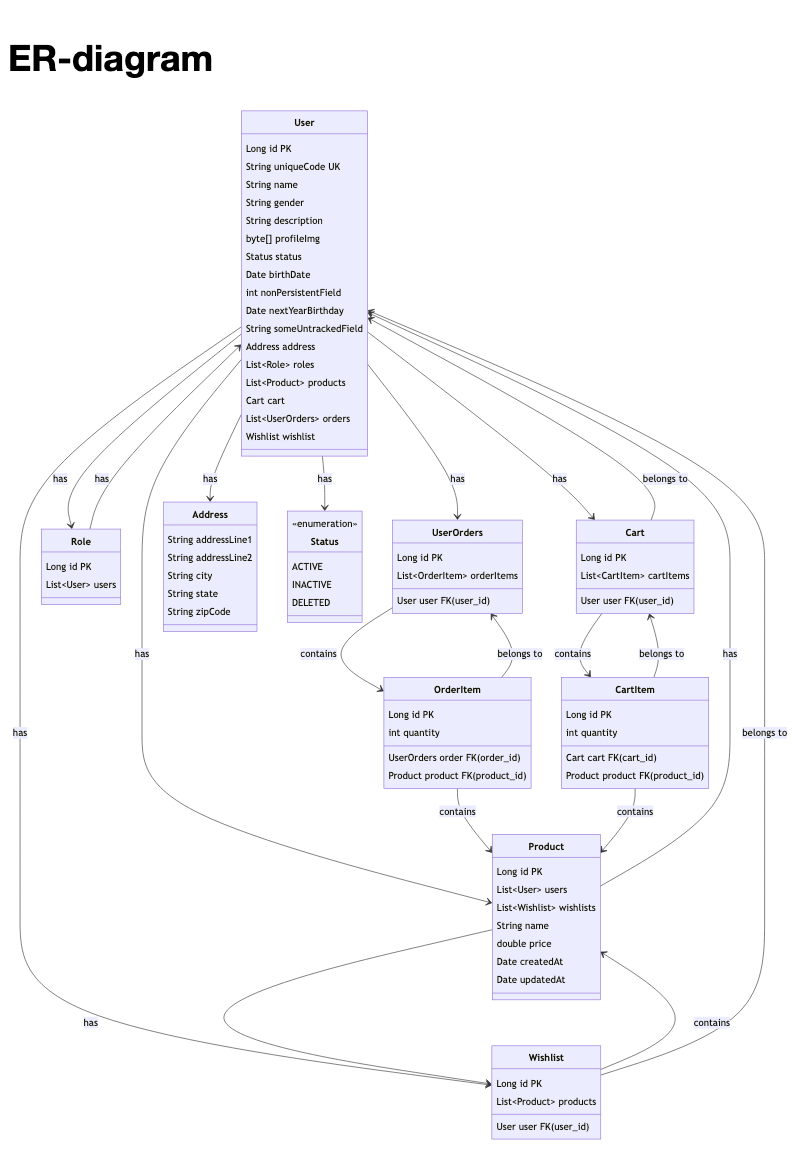 ER-diagram
User
Long id PK
String uniqueCode UK
String name
String gender
String description
byte[] profileImg
Status status
Date birthDate
int nonPersistentField
Date nextYearBirthday
String someUntrackedField
Address address
List<Role> roles
List<Product> products
Cart cart
List<UserOrders> orders
Wishlist wishlist
has
has
has
has
has
has
belongs to
Role
Long id PK
List<User> users
Address
String addressLine1
String addressLine2
String city
String state
String zipCode
«enumeration»
Status
ACTIVE
INACTIVE
DELETED
UserOrders
Long id PK
List<OrderItem> orderItems
User user FK(user_id)
Cart
Long id PK
List<CartItem> cartItems
User user FK(user_id)
has
contains
belongs to
contains
belongs to
has
OrderItem
Long id PK
int quantity
UserOrders order FK(order_id)
Product product FK(product_id)
CartItem
Long id PK
int quantity
Cart cart FK(cart_id)
Product product FK(product_id)
has
belongs to
contains
contains
Product
Long id PK
List<User> users
List<Wishlist> wishlists
String name
double price
Date createdAt
Date updatedAt
has
contains
Wishlist
Long id PK
List<Product> products
User user FK(user_id)